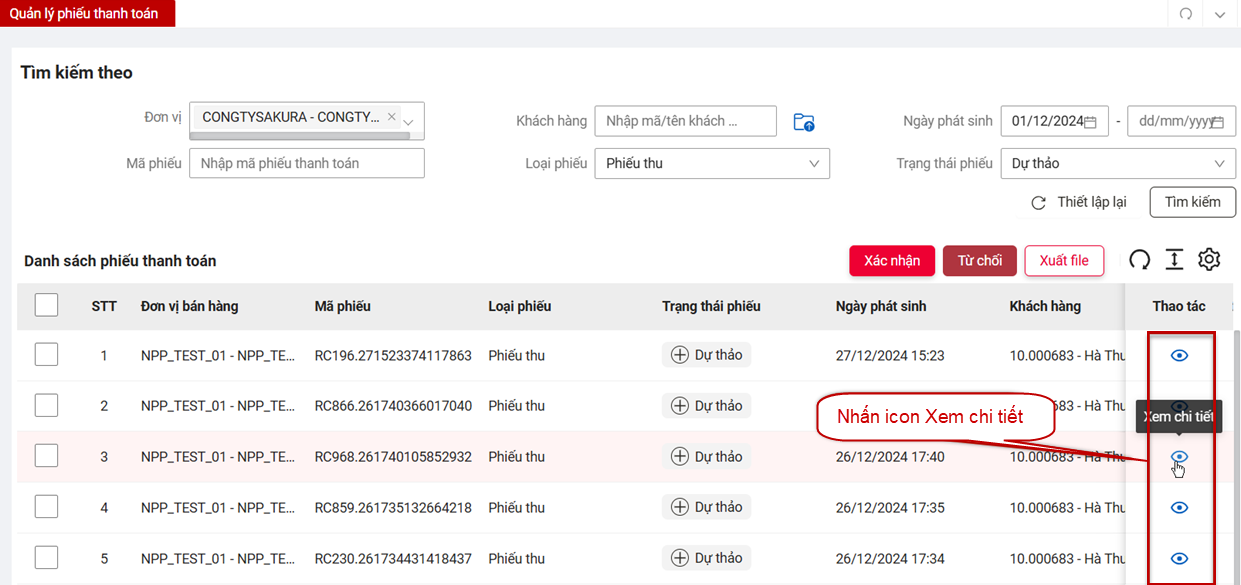 Quản lý phiếu thanh toán
Tìm kiếm theo
Đơn vị CONGTYSAKURA - CONGTY... × Khách hàng Nhập mã/tên khách ... Ngày phát sinh 01/12/2024 - dd/mm/yyyy
Mã phiếu Nhập mã phiếu thanh toán Loại phiếu Phiếu thu Trạng thái phiếu Dự thảo
Thiết lập lại Tìm kiếm
Danh sách phiếu thanh toán Xác nhận Từ chối Xuất file
STT Đơn vị bán hàng Mã phiếu Loại phiếu Trạng thái phiếu Ngày phát sinh Khách hàng Thao tác
1 NPP_TEST_01 - NPP_TE... RC196.271523374117863 Phiếu thu Dự thảo 27/12/2024 15:23 10.000683 - Hà Thu
2 NPP_TEST_01 - NPP_TE... RC866.261740366017040 Phiếu thu Dự thảo 83 - Hà Thu
Nhấn icon Xem chi tiết
Xem chi tiết
3 NPP_TEST_01 - NPP_TE... RC968.261740105852932 Phiếu thu Dự thảo 26/12/2024 17:40 10.000683 - Hà Thu
4 NPP_TEST_01 - NPP_TE... RC859.261735132664218 Phiếu thu Dự thảo 26/12/2024 17:35 10.000683 - Hà Thu
5 NPP_TEST_01 - NPP_TE... RC230.261734431418437 Phiếu thu Dự thảo 26/12/2024 17:34 10.000683 - Hà Thu